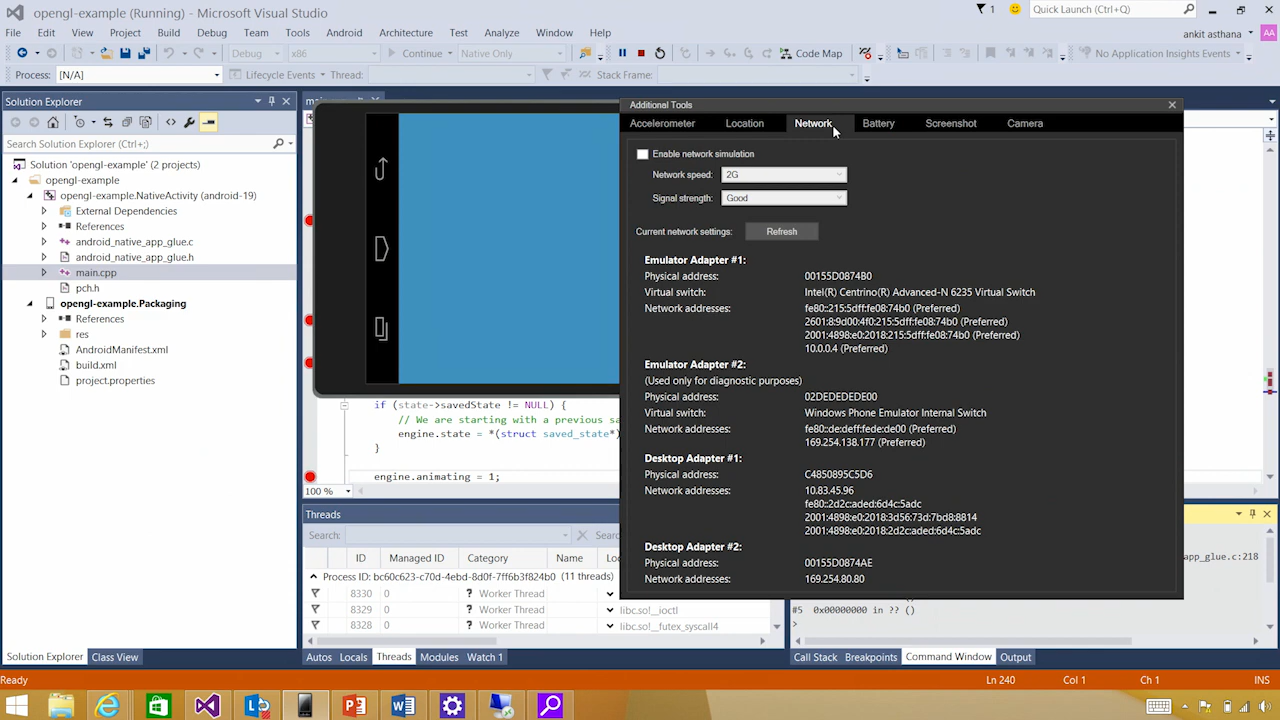 opengl-example (Running) - Microsoft Visual Studio
1
Quick Launch (Ctrl+Q)
File Edit View Project Build Debug Team Tools Android Architecture Test Analyze Window Help
ankit asthana AA
Debug x86 Continue Native Only Code Map No Application Insights Events
Process: [N/A] Lifecycle Events Thread: Stack Frame:
Solution Explorer
Search Solution Explorer (Ctrl+;)
Solution 'opengl-example' (2 projects)
opengl-example
opengl-example.NativeActivity (android-19)
External Dependencies
References
android_native_app_glue.c
android_native_app_glue.h
main.cpp
pch.h
opengl-example.Packaging
References
res
AndroidManifest.xml
build.xml
project.properties
Solution Explorer Class View
if (state->savedState != NULL) {
// We are starting with a previous sa
engine.state = *(struct saved_state*)
}
engine.animating = 1;
100 %
Additional Tools
Accelerometer Location Network Battery Screenshot Camera
Enable network simulation
Network speed: 2G
Signal strength: Good
Current network settings: Refresh
Emulator Adapter #1:
Physical address: 00155D0874B0
Virtual switch: Intel(R) Centrino(R) Advanced-N 6235 Virtual Switch
Network addresses: fe80::215:5dff:fe08:74b0 (Preferred)
2601:8:9d00:4f0:215:5dff:fe08:74b0 (Preferred)
2001:4898:e0:2018:215:5dff:fe08:74b0 (Preferred)
10.0.0.4 (Preferred)
Emulator Adapter #2:
(Used only for diagnostic purposes)
Physical address: 02DEDEDEDE00
Virtual switch: Windows Phone Emulator Internal Switch
Network addresses: fe80::de:deff:fede:de00 (Preferred)
169.254.138.177 (Preferred)
Desktop Adapter #1:
Physical address: C4850895C5D6
Network addresses: 10.83.45.96
fe80::2d2c:aded:6d4c:5adc
2001:4898:e0:2018:3d56:73d:7bd8:8814
2001:4898:e0:2018:2d2c:aded:6d4c:5adc
Desktop Adapter #2:
Physical address: 00155D0874AE
Network addresses: 169.254.80.80
Threads
Search:
ID Managed ID Category Name
Process ID: bc60c623-c70d-4ebd-8d0f-7ff6b3f824b0 (11 threads)
8330 0 Worker Thread
8329 0 Worker Thread libc.so!__ioctl
8328 0 Worker Thread libc.so!__futex_syscall4
Autos Locals Threads Modules Watch 1
app_glue.c:218
#5 0x00000000 in ?? ()
>
Call Stack Breakpoints Command Window Output
Ready Ln 240 Col 1 Ch 1 INS